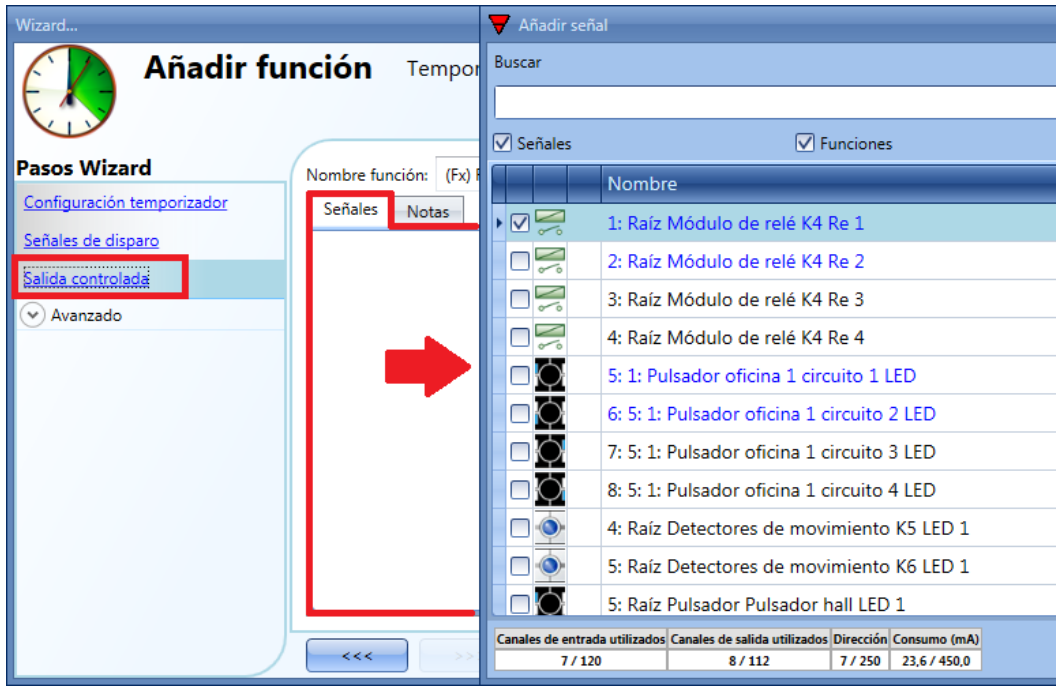 Wizard...
Añadir función
Tempor
Pasos Wizard
Configuración temporizador
Señales de disparo
Salida controlada
Avanzado
Nombre función: (Fx) F
Señales
Notas
<<<
>>>
Añadir señal
Buscar
Señales
Funciones
Nombre
1: Raíz Módulo de relé K4 Re 1
2: Raíz Módulo de relé K4 Re 2
3: Raíz Módulo de relé K4 Re 3
4: Raíz Módulo de relé K4 Re 4
5: 1: Pulsador oficina 1 circuito 1 LED
6: 5: 1: Pulsador oficina 1 circuito 2 LED
7: 5: 1: Pulsador oficina 1 circuito 3 LED
8: 5: 1: Pulsador oficina 1 circuito 4 LED
4: Raíz Detectores de movimiento K5 LED 1
5: Raíz Detectores de movimiento K6 LED 1
5: Raíz Pulsador Pulsador hall LED 1
Canales de entrada utilizados Canales de salida utilizados Dirección Consumo (mA)
7 / 120 8 / 112 7 / 250 23,6 / 450,0